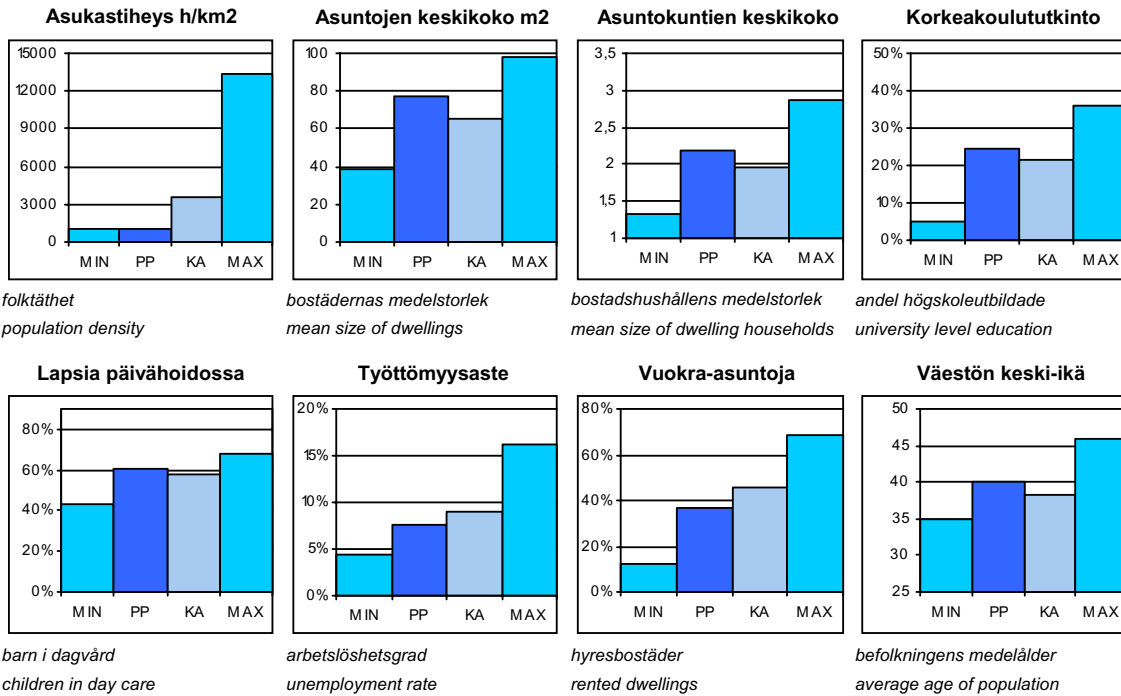 Asukastiheys h/km2
15000
12000
9000
6000
3000
0
MIN PP KA MAX
folktäthet
population density
Asuntojen keskikoko m2
100
80
60
40
20
0
MIN PP KA MAX
bostädernas medelstorlek
mean size of dwellings
Asuntokuntien keskikoko
3,5
3
2,5
2
1,5
1
MIN PP KA MAX
bostadshushållens medelstorlek
mean size of dwelling households
Korkeakoulututkinto
50%
40%
30%
20%
10%
0%
MIN PP KA MAX
andel högskoleutbildade
university level education
Lapsia päivähoidossa
80%
60%
40%
20%
0%
MIN PP KA MAX
barn i dagvård
children in day care
Työttömyysaste
20%
15%
10%
5%
0%
MIN PP KA MAX
arbetslöshetsgrad
unemployment rate
Vuokra-asuntoja
80%
60%
40%
20%
0%
MIN PP KA MAX
hyresbostäder
rented dwellings
Väestön keski-ikä
50
45
40
35
30
25
MIN PP KA MAX
befolkningens medelålder
average age of population